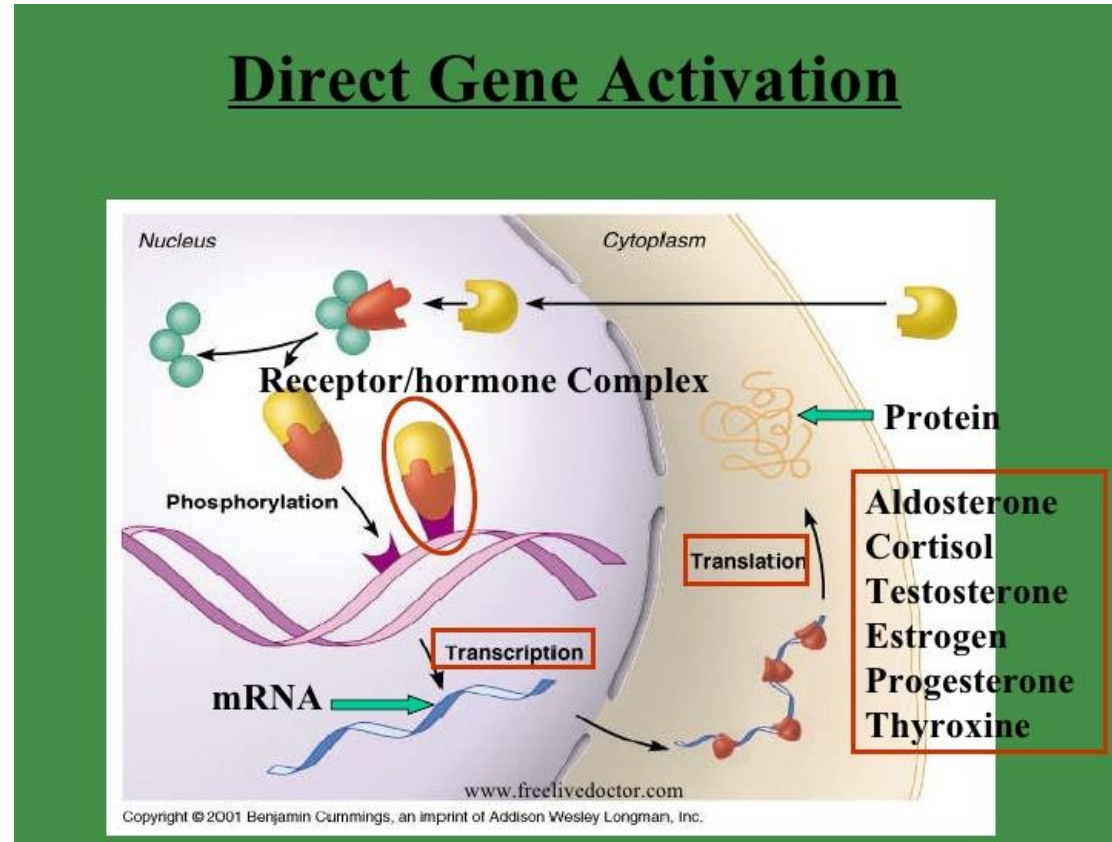 Direct Gene Activation
Nucleus
Cytoplasm
Receptor/hormone Complex
Protein
Phosphorylation
Aldosterone
Cortisol
Testosterone
Estrogen
Progesterone
Thyroxine
Translation
Transcription
mRNA
www.freelivedoctor.com
Copyright © 2001 Benjamin Cummings, an imprint of Addison Wesley Longman, Inc.